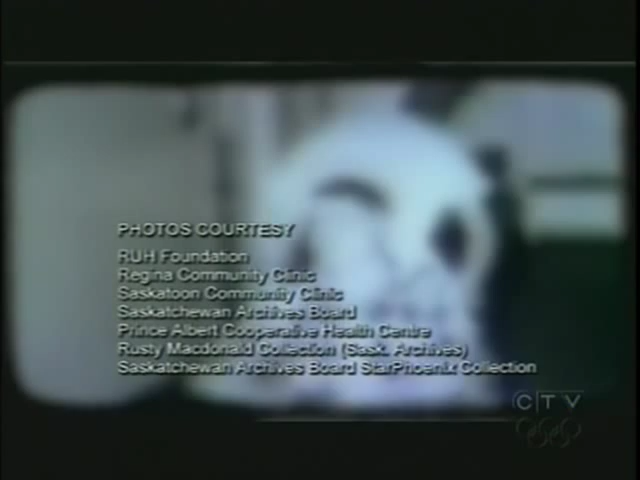 PHOTOS COURTESY
RUH Foundation
Regina Community Clinic
Saskatoon Community Clinic
Saskatchewan Archives Board
Prince Albert Cooperative Health Centre
Rusty Macdonald Collection (Sask. Archives)
Saskatchewan Archives Board StarPhoenix Collection
CTV